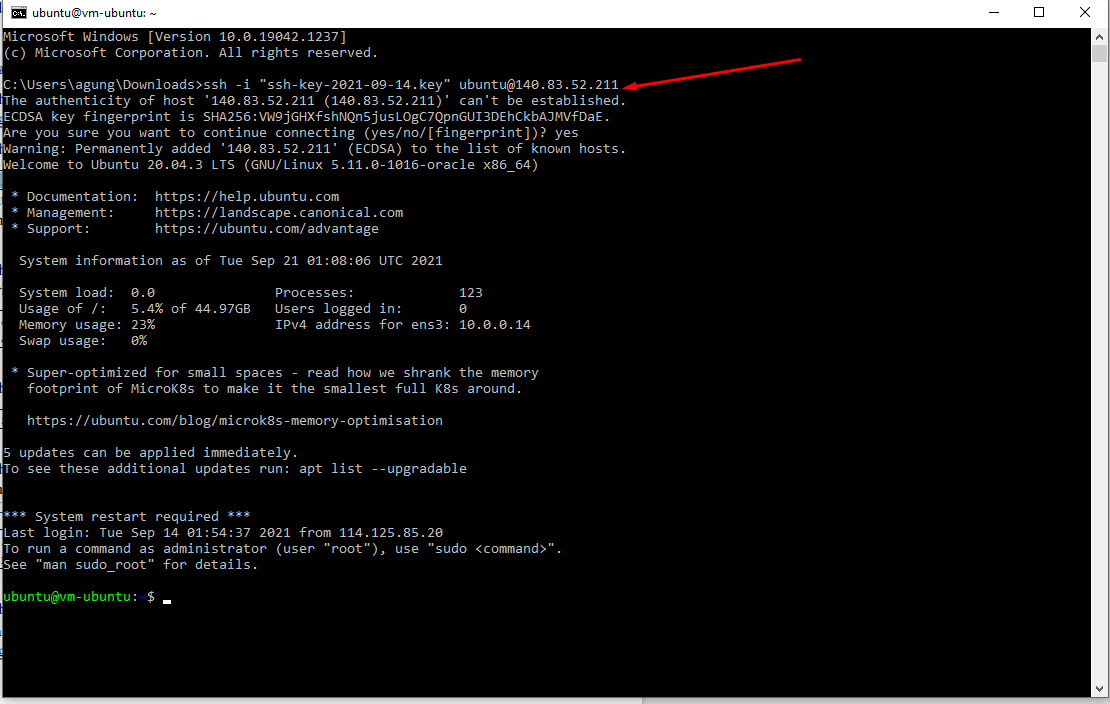 ubuntu@vm-ubuntu: ~
Microsoft Windows [Version 10.0.19042.1237]
(c) Microsoft Corporation. All rights reserved.
C:\Users\agung\Downloads>ssh -i "ssh-key-2021-09-14.key" ubuntu@140.83.52.211
The authenticity of host '140.83.52.211 (140.83.52.211)' can't be established.
ECDSA key fingerprint is SHA256:VW9jGHXfshNQn5jusLOgC7QpnGUI3DEhCkbAJMVfDaE.
Are you sure you want to continue connecting (yes/no/[fingerprint])? yes
Warning: Permanently added '140.83.52.211' (ECDSA) to the list of known hosts.
Welcome to Ubuntu 20.04.3 LTS (GNU/Linux 5.11.0-1016-oracle x86_64)
* Documentation:  https://help.ubuntu.com
* Management:     https://landscape.canonical.com
* Support:        https://ubuntu.com/advantage
System information as of Tue Sep 21 01:08:06 UTC 2021
System load:  0.0               Processes:             123
Usage of /:   5.4% of 44.97GB   Users logged in:       0
Memory usage: 23%               IPv4 address for ens3: 10.0.0.14
Swap usage:   0%
* Super-optimized for small spaces - read how we shrank the memory
footprint of MicroK8s to make it the smallest full K8s around.
https://ubuntu.com/blog/microk8s-memory-optimisation
5 updates can be applied immediately.
To see these additional updates run: apt list --upgradable
*** System restart required ***
Last login: Tue Sep 14 01:54:37 2021 from 114.125.85.20
To run a command as administrator (user "root"), use "sudo <command>".
See "man sudo_root" for details.
ubuntu@vm-ubuntu:~$